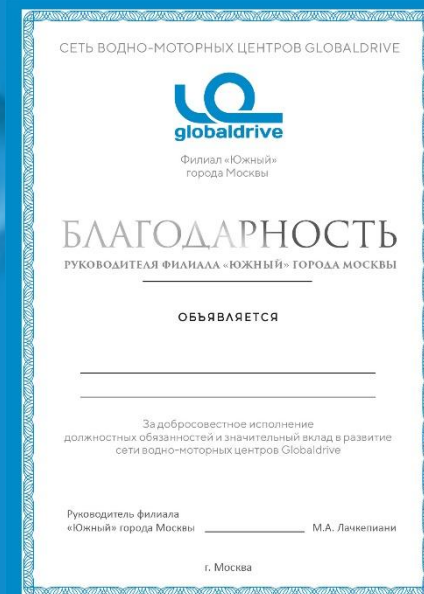 СЕТЬ ВОДНО-МОТОРНЫХ ЦЕНТРОВ GLOBALDRIVE
globaldrive
Филиал «Южный»
города Москвы
БЛАГОДАРНОСТЬ
РУКОВОДИТЕЛЯ ФИЛИАЛА «ЮЖНЫЙ» ГОРОДА МОСКВЫ
ОБЪЯВЛЯЕТСЯ
За добросовестное исполнение
должностных обязанностей и значительный вклад в развитие
сети водно-моторных центров Globaldrive
Руководитель филиала
«Южный» города Москвы М.А. Лачкепиани
г. Москва